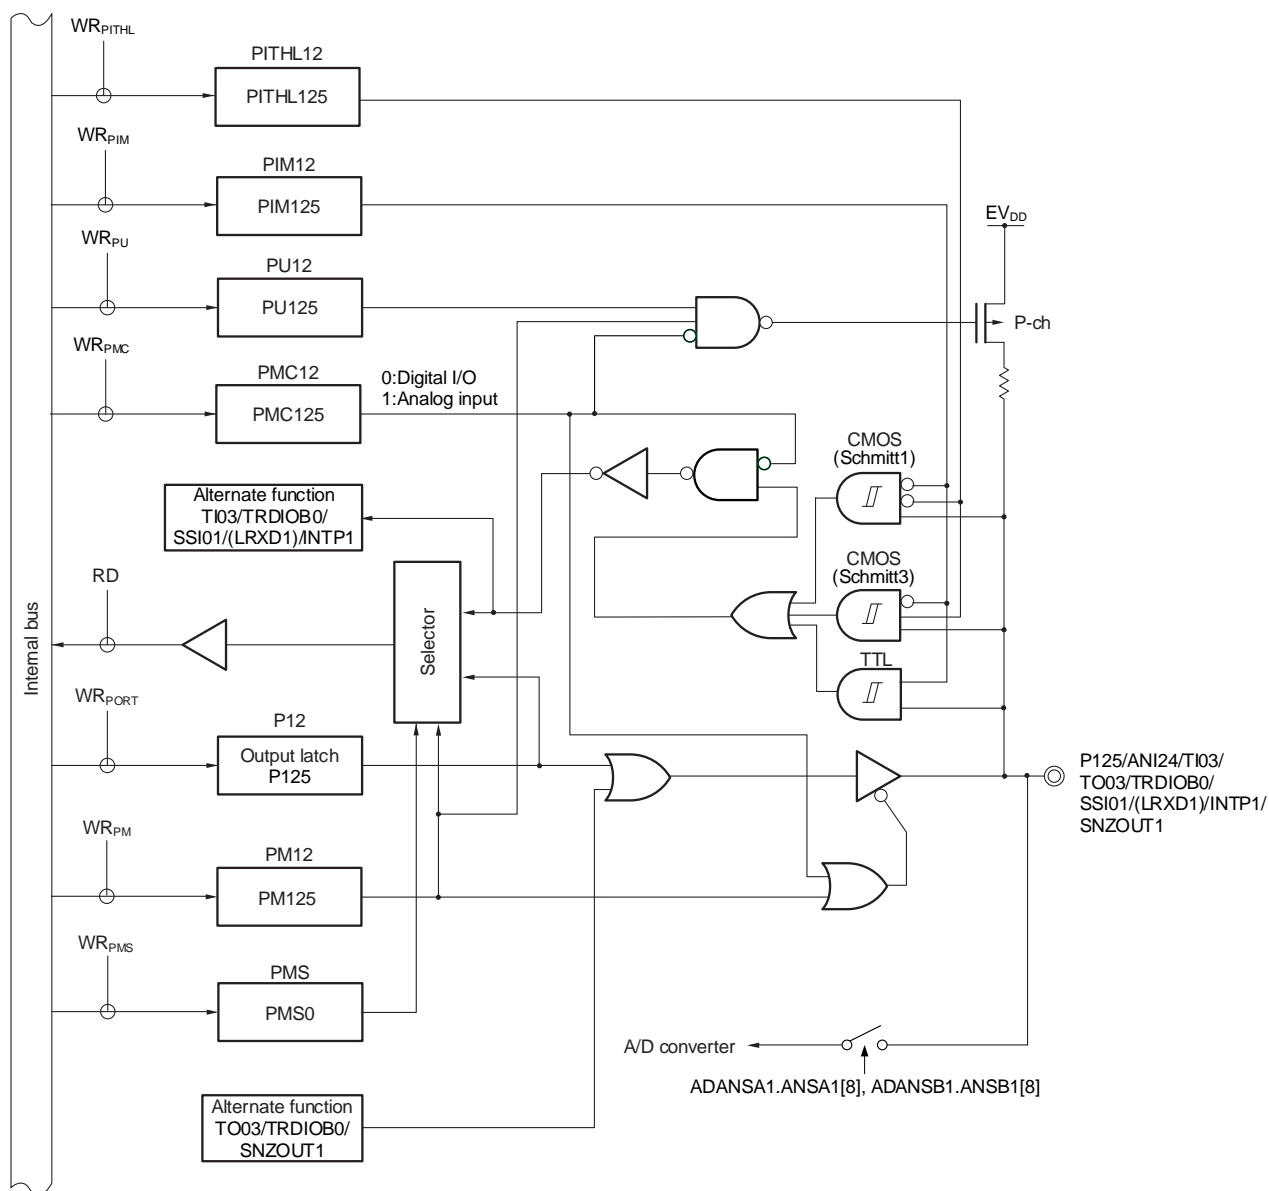 WRPITHL
PITHL12
PITHL125
WRPIM
PIM12
PIM125
EVDD
WRPU
PU12
PU125
P-ch
WRPMC
PMC12
PMC125
0:Digital I/O
1:Analog input
CMOS
(Schmitt1)
Alternate function
TI03/TRDIOB0/
SSI01/(LRXD1)/INTP1
CMOS
(Schmitt3)
RD
Selector
Internal bus
TTL
WRPORT
P12
Output latch
P125
P125/ANI24/TI03/
TO03/TRDIOB0/
SSI01/(LRXD1)/INTP1/
SNZOUT1
WRPM
PM12
PM125
WRPMS
PMS
PMS0
A/D converter
ADANSA1.ANSA1[8], ADANSB1.ANSB1[8]
Alternate function
TO03/TRDIOB0/
SNZOUT1